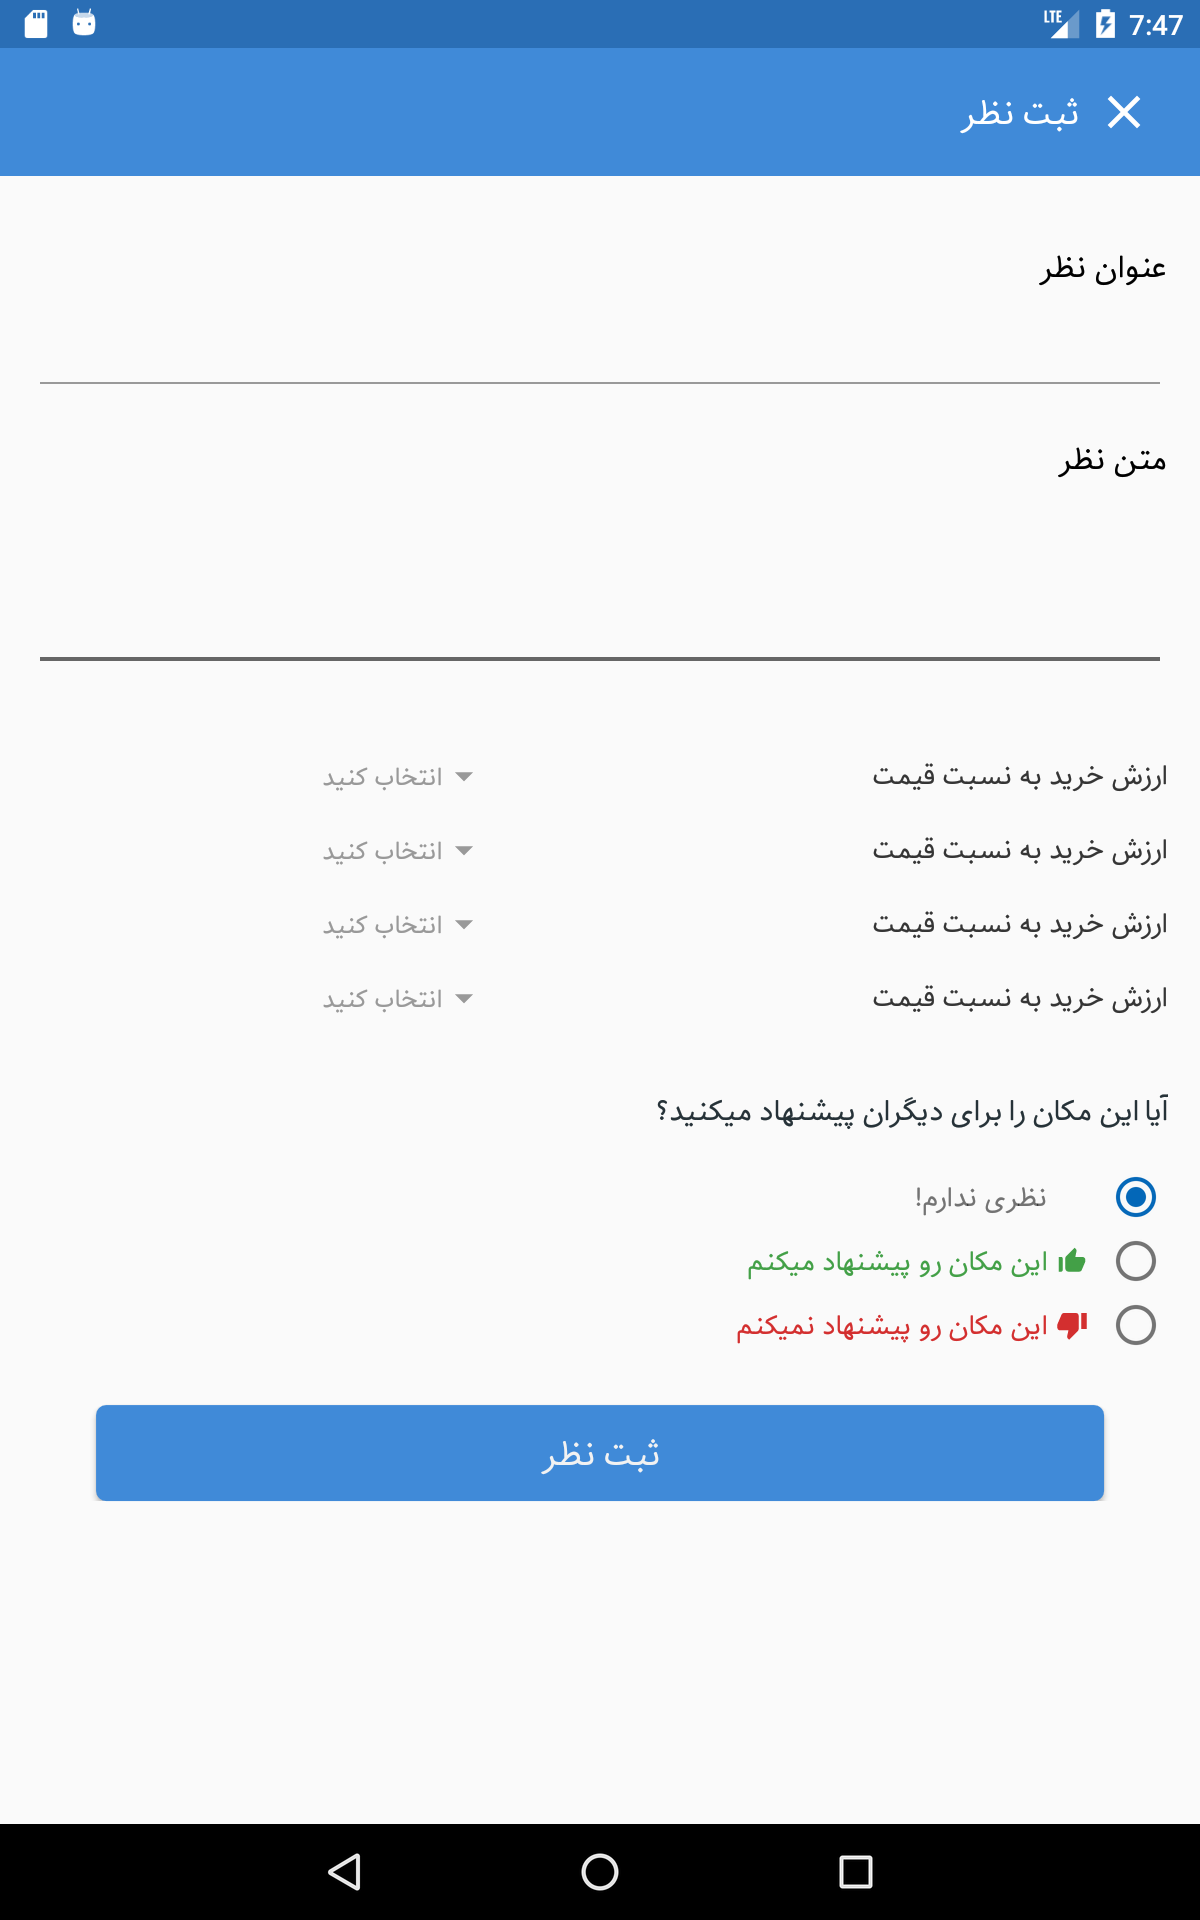 LTE 7:47
ثبت نظر
عنوان نظر
متن نظر
ارزش خرید به نسبت قیمت انتخاب کنید
ارزش خرید به نسبت قیمت انتخاب کنید
ارزش خرید به نسبت قیمت انتخاب کنید
ارزش خرید به نسبت قیمت انتخاب کنید
آیا این مکان را برای دیگران پیشنهاد میکنید؟
نظری ندارم!
این مکان رو پیشنهاد میکنم
این مکان رو پیشنهاد نمیکنم
ثبت نظر